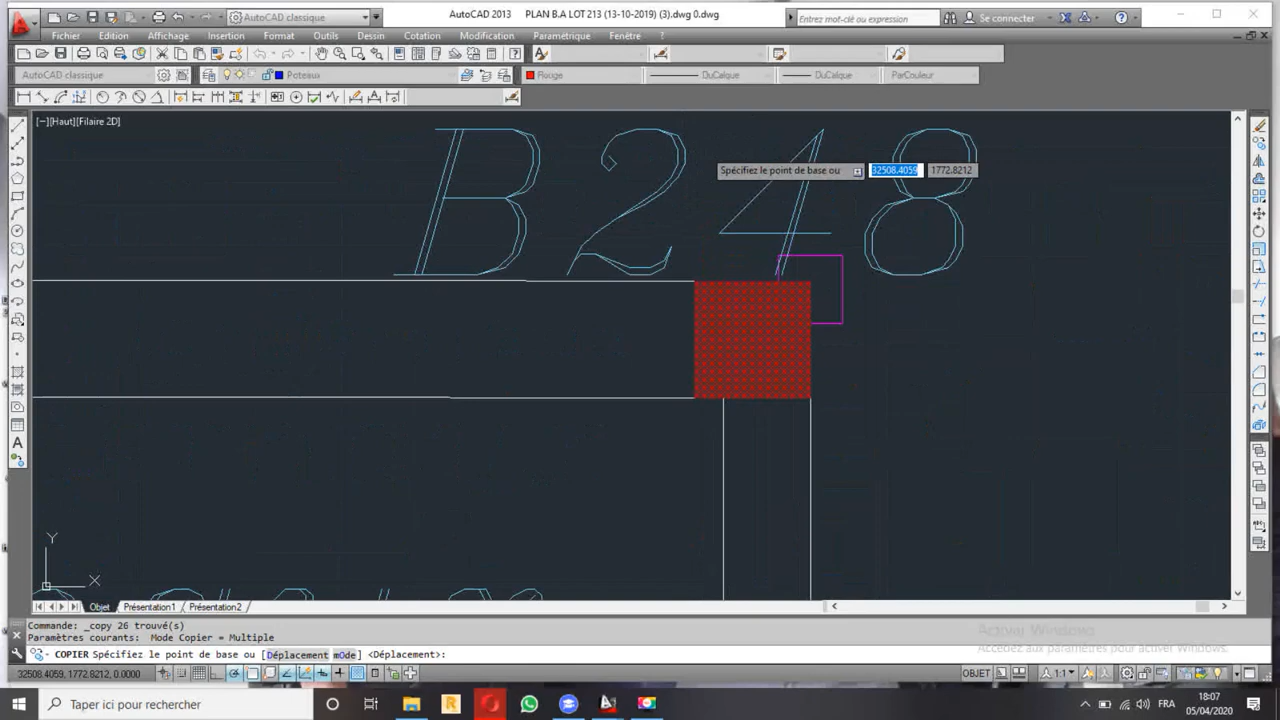 AutoCAD classique
AutoCAD 2013 PLAN B.A LOT 213 (13-10-2019) (3).dwg 0.dwg
Entrez mot-clé ou expression
Se connecter
Fichier Edition Affichage Insertion Format Outils Dessin Cotation Modification Paramétrique Fenêtre ?
AutoCAD classique
Poteaux
Rouge
DuCalque
DuCalque
ParCouleur
[−][Haut][Filaire 2D]
B248
Spécifiez le point de base ou 32508.4059 1772.8212
Y
X
Objet Présentation1 Présentation2
Commande: _copy 26 trouvé(s)
Paramètres courants: Mode Copier = Multiple
COPIER Spécifiez le point de base ou [Déplacement mOde] <Déplacement>:
Activer Windows
Accédez aux paramètres pour activer Windows.
32508.4059, 1772.8212, 0.0000
OBJET
1:1
Taper ici pour rechercher
FRA
18:07
05/04/2020